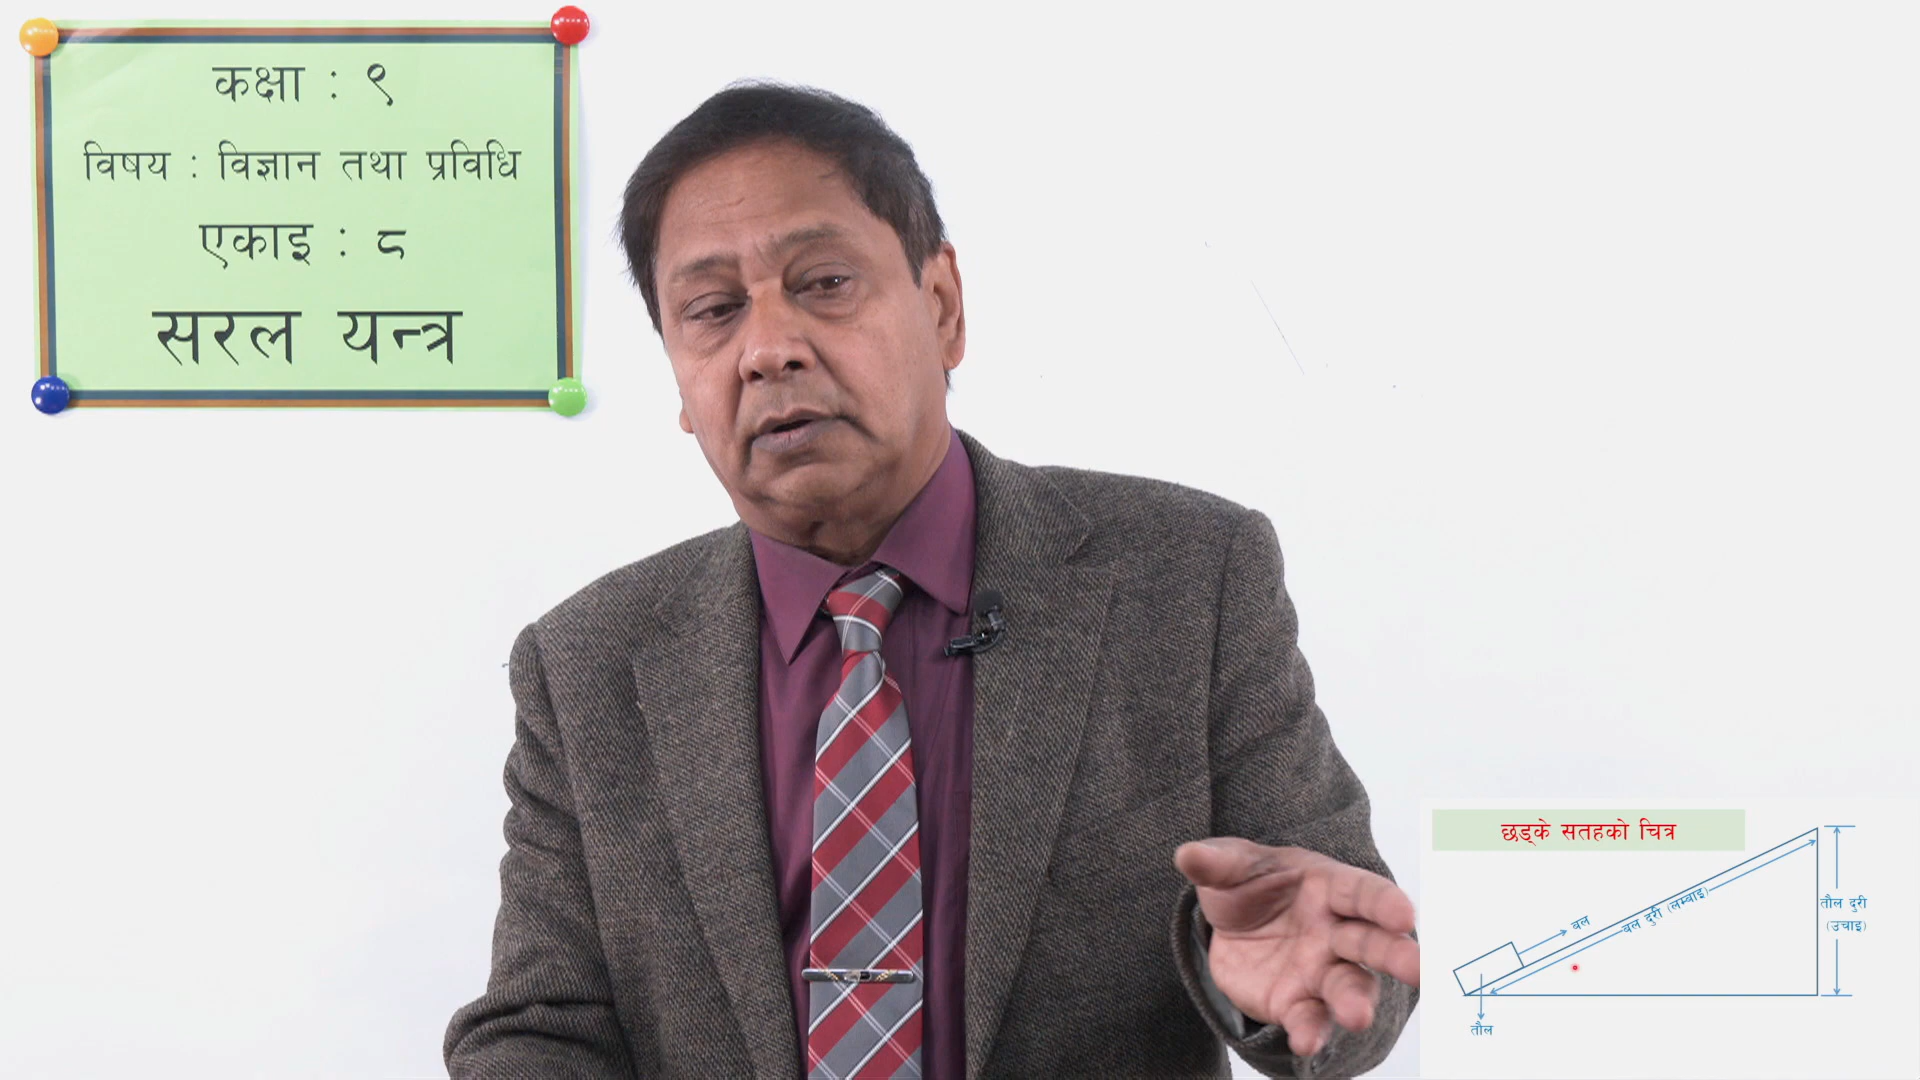 कक्षा : ९
विषय : विज्ञान तथा प्रविधि
एकाइ : ८
सरल यन्त्र
छड्के सतहको चित्र
बल
बल दुरी (लम्बाइ)
तौल दुरी
(उचाइ)
तौल